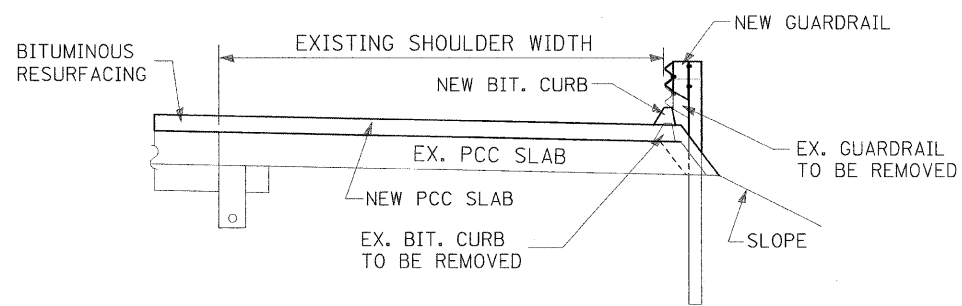 NEW GUARDRAIL
BITUMINOUS
RESURFACING
EXISTING SHOULDER WIDTH
NEW BIT. CURB
EX. PCC SLAB
EX. GUARDRAIL
TO BE REMOVED
NEW PCC SLAB
EX. BIT. CURB
TO BE REMOVED
SLOPE